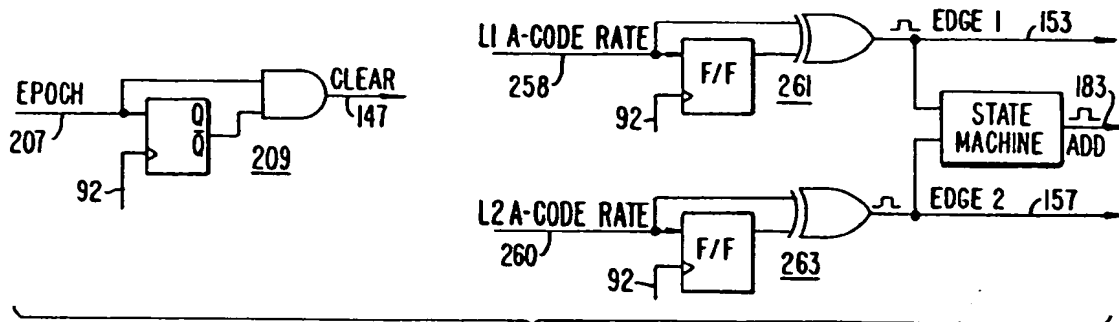 EPOCH
207
92
Q
Q̅
209
CLEAR
147
L1 A-CODE RATE
258
92
F/F
261
EDGE 1
153
STATE
MACHINE
183
ADD
L2 A-CODE RATE
260
92
F/F
263
EDGE 2
157